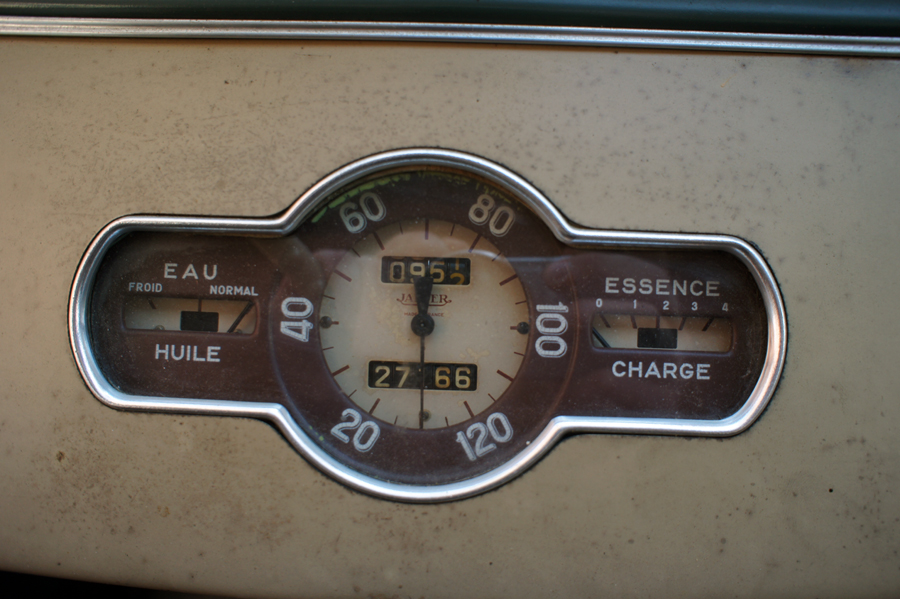 EAU
FROID NORMAL
HUILE
20
40
60
80
100
120
JAEGER
27 66
ESSENCE
0 1 2 3 4
CHARGE